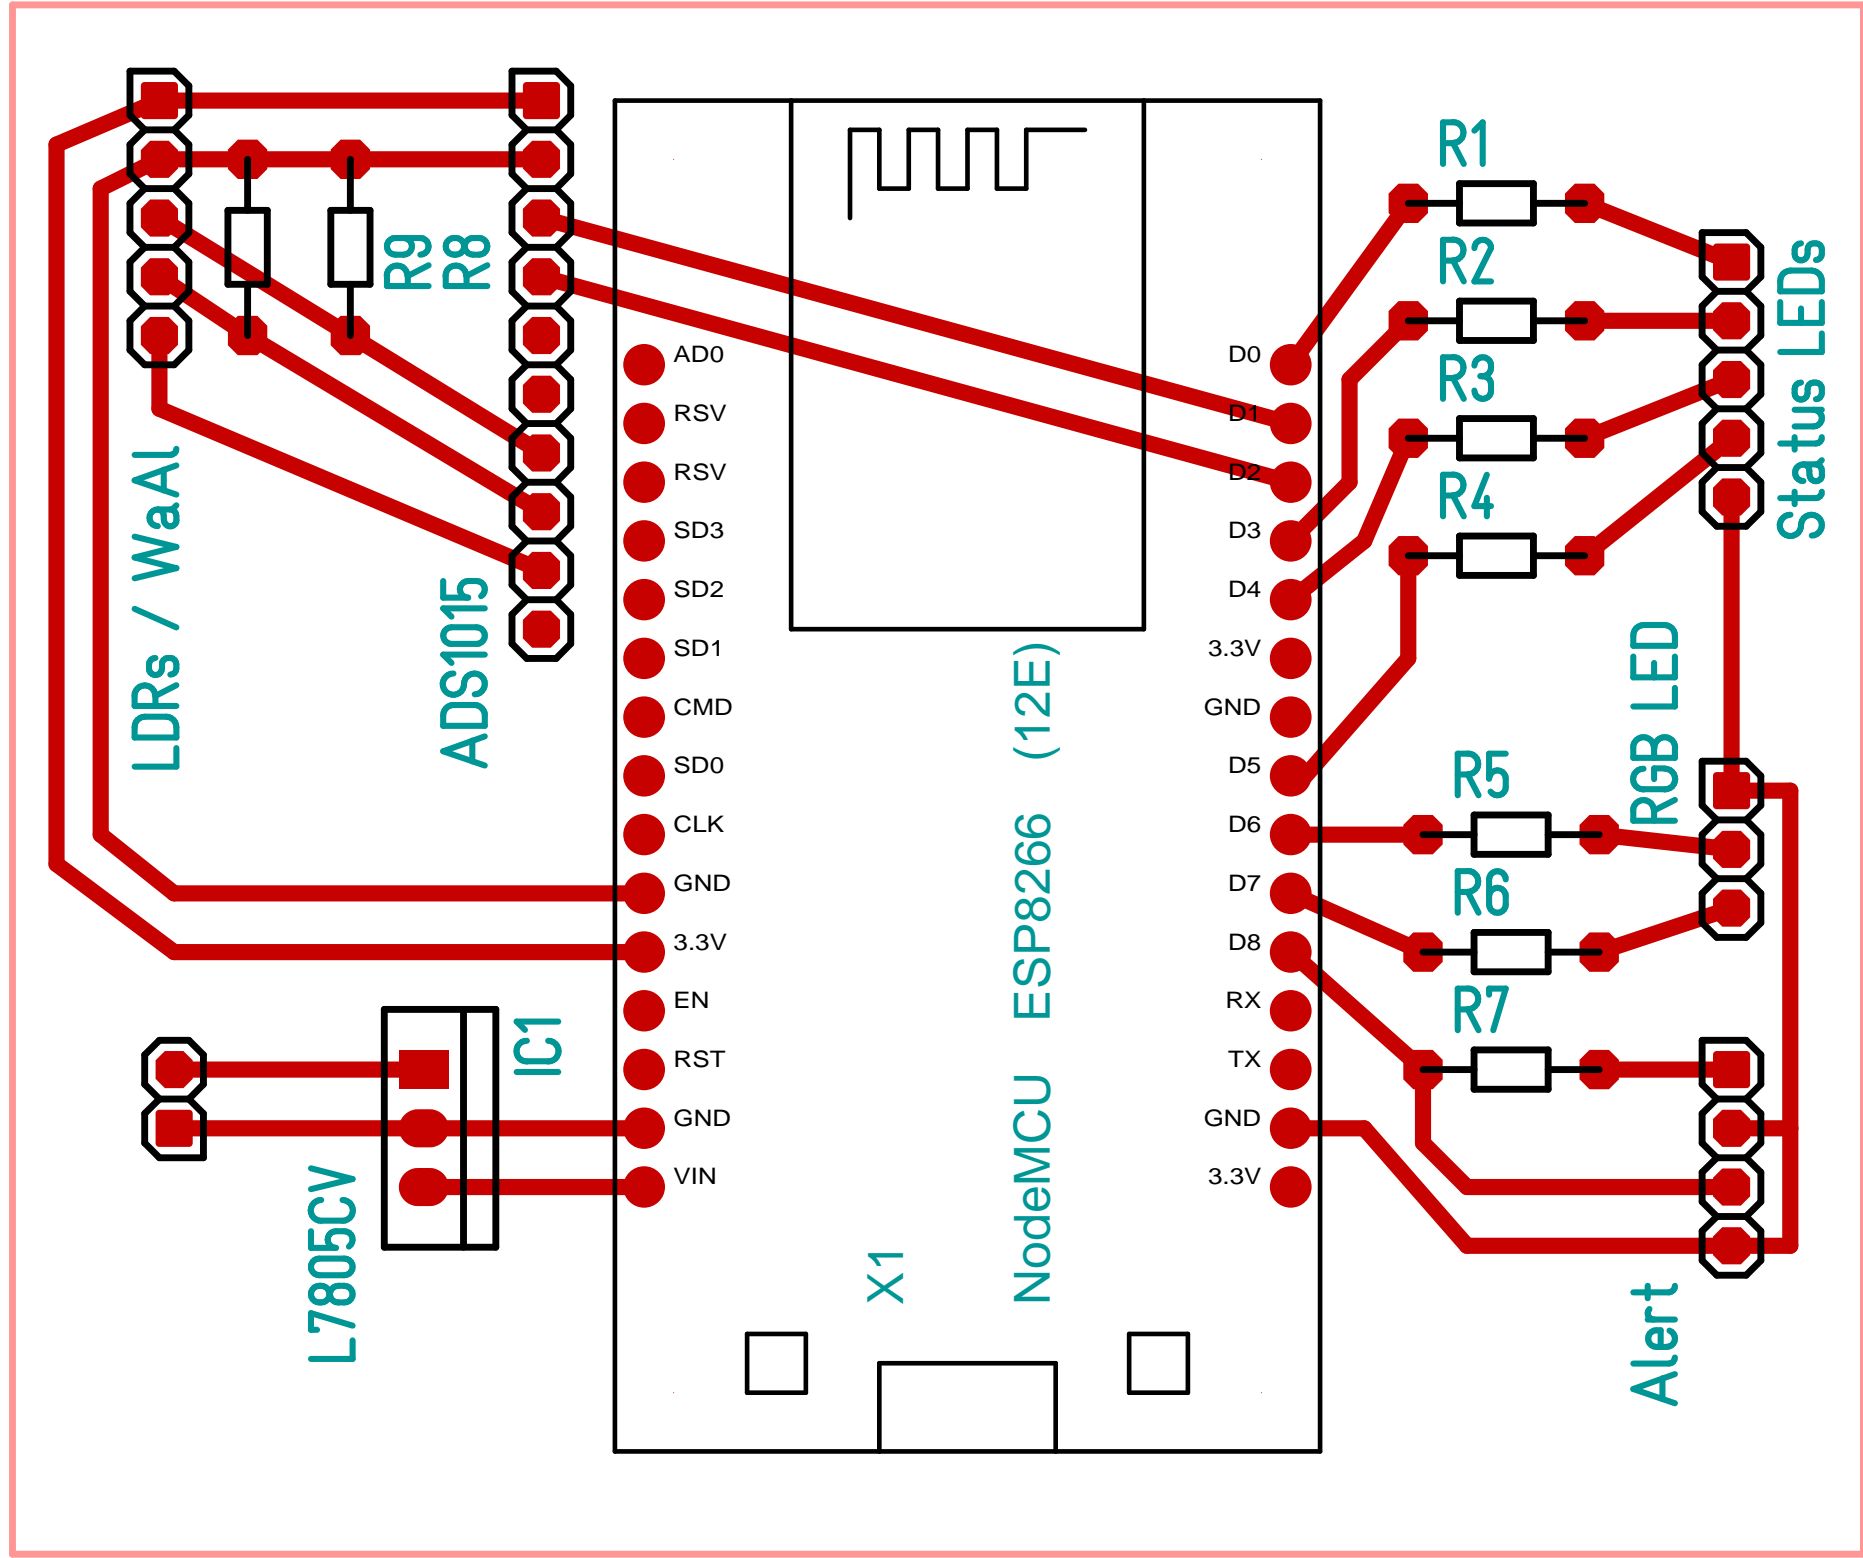 R1
R2
R3
R4
R5
R6
R7
R9
R8
Status LEDs
RGB LED
Alert
LDRs / WaAl
ADS1015
IC1
L7805CV
X1
NodeMCU ESP8266 (12E)
AD0
RSV
RSV
SD3
SD2
SD1
CMD
SD0
CLK
GND
3.3V
EN
RST
GND
VIN
D0
D1
D2
D3
D4
3.3V
GND
D5
D6
D7
D8
RX
TX
GND
3.3V